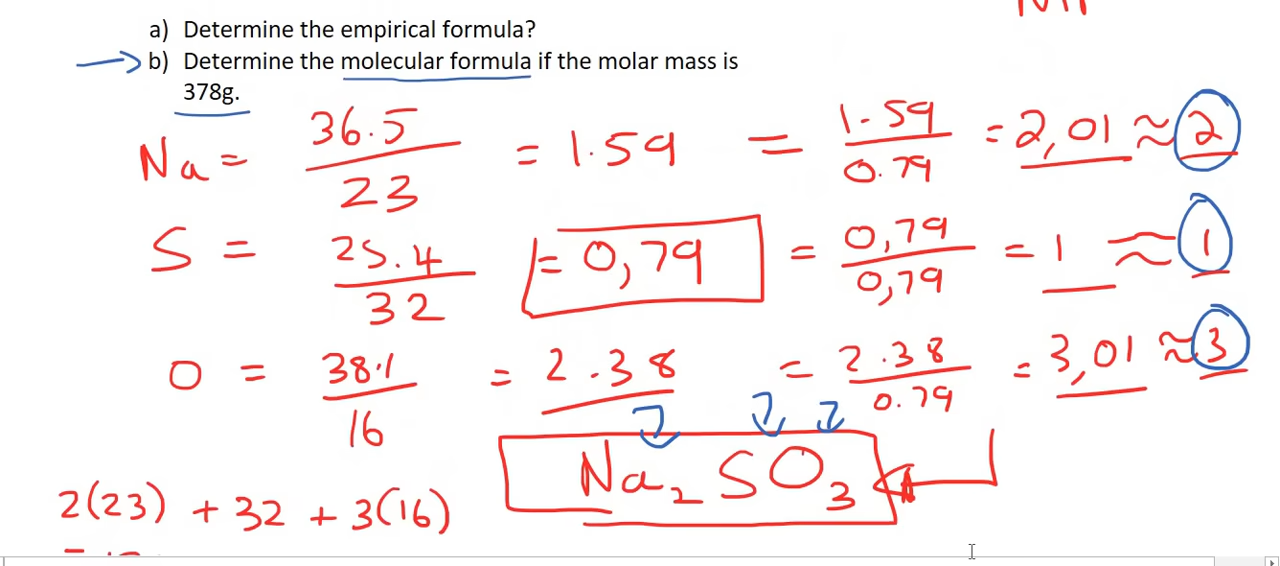 a) Determine the empirical formula?
b) Determine the molecular formula if the molar mass is
378g.
Na = 36.5/23 = 1.59 = 1.59/0.79 = 2,01 ≈ 2
S = 25.4/32 = 0,79 = 0,79/0,79 = 1 ≈ 1
O = 38.1/16 = 2.38 = 2.38/0.79 = 3,01 ≈ 3
Na₂SO₃
2(23) + 32 + 3(16)